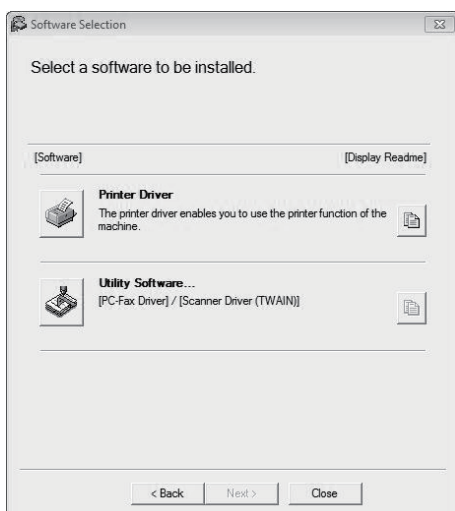 Software Selection
Select a software to be installed.
[Software] [Display Readme]
Printer Driver
The printer driver enables you to use the printer function of the
machine.
Utility Software...
[PC-Fax Driver] / [Scanner Driver (TWAIN)]
< Back Next > Close